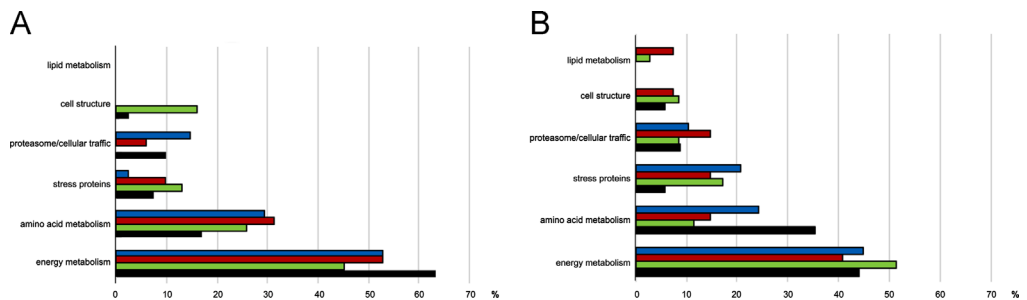 A
lipid metabolism
cell structure
proteasome/cellular traffic
stress proteins
amino acid metabolism
energy metabolism
0 10 20 30 40 50 60 70 %
B
lipid metabolism
cell structure
proteasome/cellular traffic
stress proteins
amino acid metabolism
energy metabolism
0 10 20 30 40 50 60 70 %